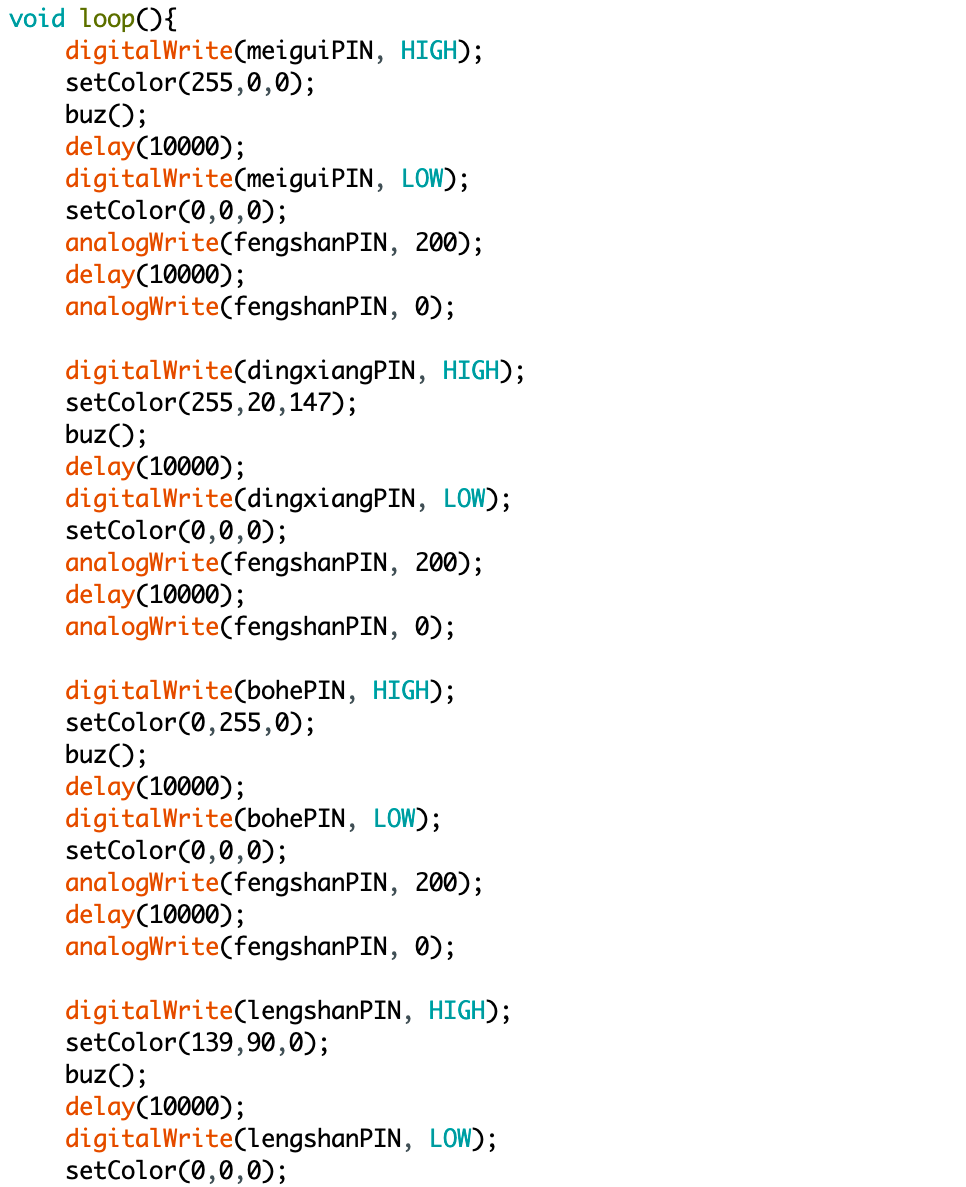 void loop(){
    digitalWrite(meiguiPIN, HIGH);
    setColor(255,0,0);
    buz();
    delay(10000);
    digitalWrite(meiguiPIN, LOW);
    setColor(0,0,0);
    analogWrite(fengshanPIN, 200);
    delay(10000);
    analogWrite(fengshanPIN, 0);

    digitalWrite(dingxiangPIN, HIGH);
    setColor(255,20,147);
    buz();
    delay(10000);
    digitalWrite(dingxiangPIN, LOW);
    setColor(0,0,0);
    analogWrite(fengshanPIN, 200);
    delay(10000);
    analogWrite(fengshanPIN, 0);

    digitalWrite(bohePIN, HIGH);
    setColor(0,255,0);
    buz();
    delay(10000);
    digitalWrite(bohePIN, LOW);
    setColor(0,0,0);
    analogWrite(fengshanPIN, 200);
    delay(10000);
    analogWrite(fengshanPIN, 0);

    digitalWrite(lengshanPIN, HIGH);
    setColor(139,90,0);
    buz();
    delay(10000);
    digitalWrite(lengshanPIN, LOW);
    setColor(0,0,0);